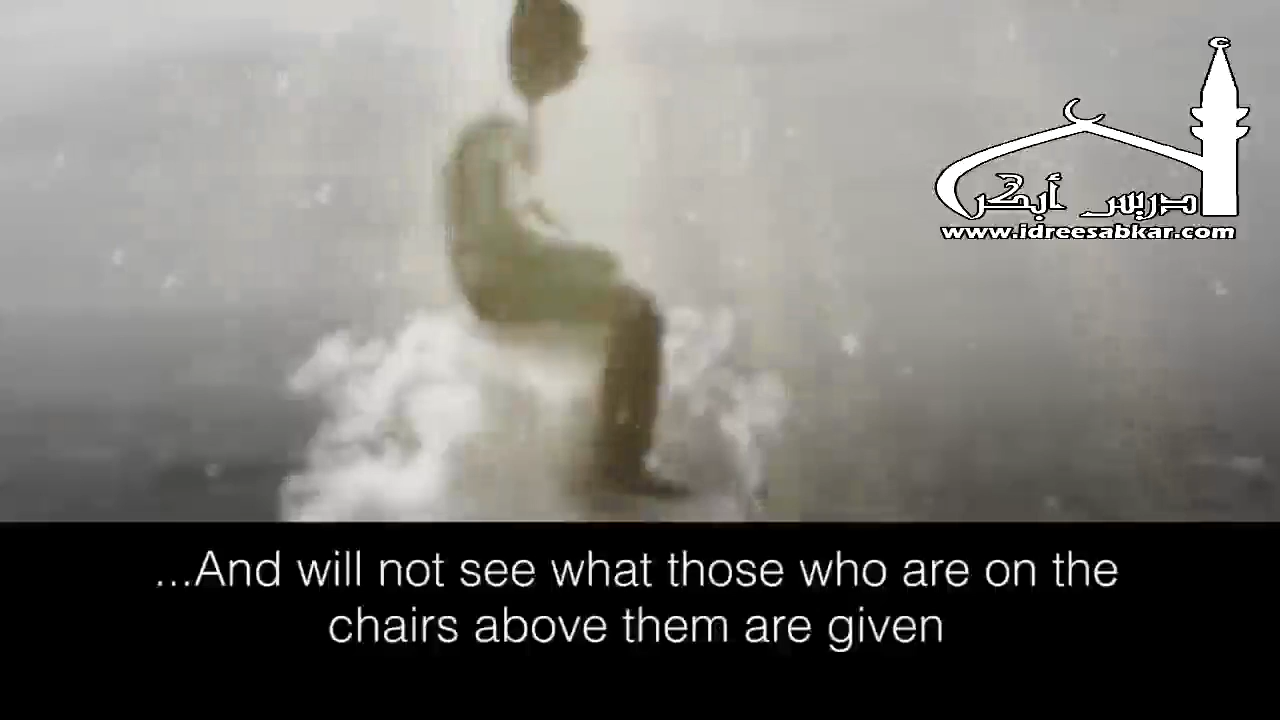 إدريس أبكر
www.idreesabkar.com
...And will not see what those who are on the
chairs above them are given